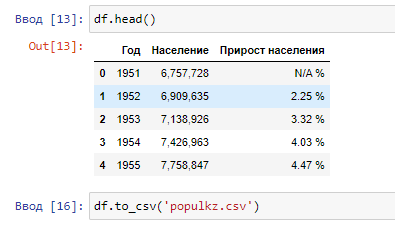 Ввод [13]: df.head()
Out[13]:
Год Население Прирост населения
0 1951 6,757,728 N/A %
1 1952 6,909,635 2.25 %
2 1953 7,138,926 3.32 %
3 1954 7,426,963 4.03 %
4 1955 7,758,847 4.47 %
Ввод [16]: df.to_csv('populkz.csv')